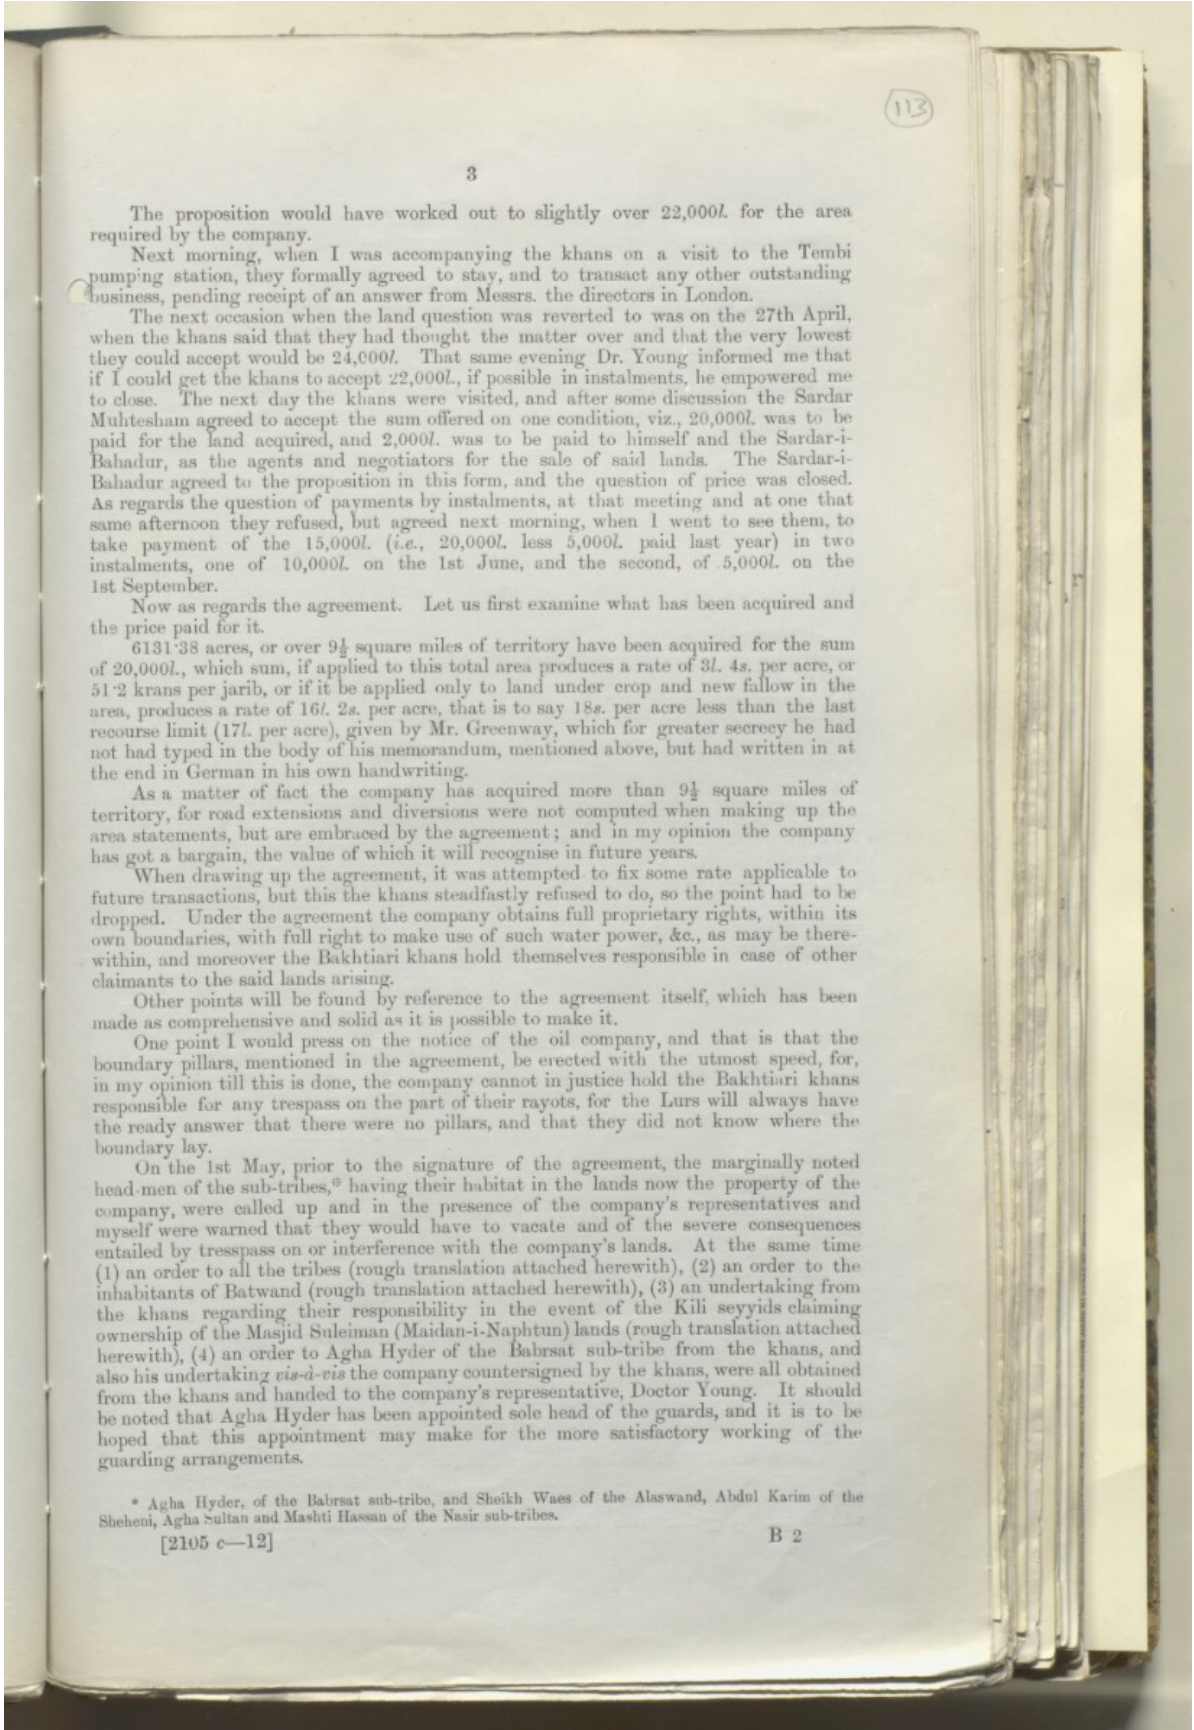 113
3
The proposition would have worked out to slightly over 22,000l. for the area
required by the company.
Next morning, when I was accompanying the khans on a visit to the Tembi
pumping station, they formally agreed to stay, and to transact any other outstanding
business, pending receipt of an answer from Messrs. the directors in London.
The next occasion when the land question was reverted to was on the 27th April,
when the khans said that they had thought the matter over and that the very lowest
they could accept would be 24,000l. That same evening Dr. Young informed me that
if I could get the khans to accept 22,000l., if possible in instalments, he empowered me
to close. The next day the khans were visited, and after some discussion the Sardar
Muhtesham agreed to accept the sum offered on one condition, viz., 20,000l. was to be
paid for the land acquired, and 2,000l. was to be paid to himself and the Sardar-i-
Bahadur, as the agents and negotiators for the sale of said lands. The Sardar-i-
Bahadur agreed to the proposition in this form, and the question of price was closed.
As regards the question of payments by instalments, at that meeting and at one that
same afternoon they refused, but agreed next morning, when I went to see them, to
take payment of the 15,000l. (i.e., 20,000l. less 5,000l. paid last year) in two
instalments, one of 10,000l. on the 1st June, and the second, of 5,000l. on the
1st September.
Now as regards the agreement. Let us first examine what has been acquired and
the price paid for it.
6131·38 acres, or over 9½ square miles of territory have been acquired for the sum
of 20,000l., which sum, if applied to this total area produces a rate of 3l. 4s. per acre, or
51·2 krans per jarib, or if it be applied only to land under crop and new fallow in the
area, produces a rate of 16l. 2s. per acre, that is to say 18s. per acre less than the last
recourse limit (17l. per acre), given by Mr. Greenway, which for greater secrecy he had
not had typed in the body of his memorandum, mentioned above, but had written in at
the end in German in his own handwriting.
As a matter of fact the company has acquired more than 9½ square miles of
territory, for road extensions and diversions were not computed when making up the
area statements, but are embraced by the agreement; and in my opinion the company
has got a bargain, the value of which it will recognise in future years.
When drawing up the agreement, it was attempted to fix some rate applicable to
future transactions, but this the khans steadfastly refused to do, so the point had to be
dropped. Under the agreement the company obtains full proprietary rights, within its
own boundaries, with full right to make use of such water power, &c., as may be there-
within, and moreover the Bakhtiari khans hold themselves responsible in case of other
claimants to the said lands arising.
Other points will be found by reference to the agreement itself, which has been
made as comprehensive and solid as it is possible to make it.
One point I would press on the notice of the oil company, and that is that the
boundary pillars, mentioned in the agreement, be erected with the utmost speed, for,
in my opinion till this is done, the company cannot in justice hold the Bakhtiari khans
responsible for any trespass on the part of their rayots, for the Lurs will always have
the ready answer that there were no pillars, and that they did not know where the
boundary lay.
On the 1st May, prior to the signature of the agreement, the marginally noted
head-men of the sub-tribes,* having their habitat in the lands now the property of the
company, were called up and in the presence of the company's representatives and
myself were warned that they would have to vacate and of the severe consequences
entailed by tresspass on or interference with the company's lands. At the same time
(1) an order to all the tribes (rough translation attached herewith), (2) an order to the
inhabitants of Batwand (rough translation attached herewith), (3) an undertaking from
the khans regarding their responsibility in the event of the Kili seyyids claiming
ownership of the Masjid Suleiman (Maidan-i-Naphtun) lands (rough translation attached
herewith), (4) an order to Agha Hyder of the Babrsat sub-tribe from the khans, and
also his undertaking vis-à-vis the company countersigned by the khans, were all obtained
from the khans and handed to the company's representative, Doctor Young. It should
be noted that Agha Hyder has been appointed sole head of the guards, and it is to be
hoped that this appointment may make for the more satisfactory working of the
guarding arrangements.
* Agha Hyder, of the Babrsat sub-tribe, and Sheikh Waes of the Alaswand, Abdul Karim of the
Sheheni, Agha Sultan and Mashti Hassan of the Nasir sub-tribes.
[2105 c—12]
B 2